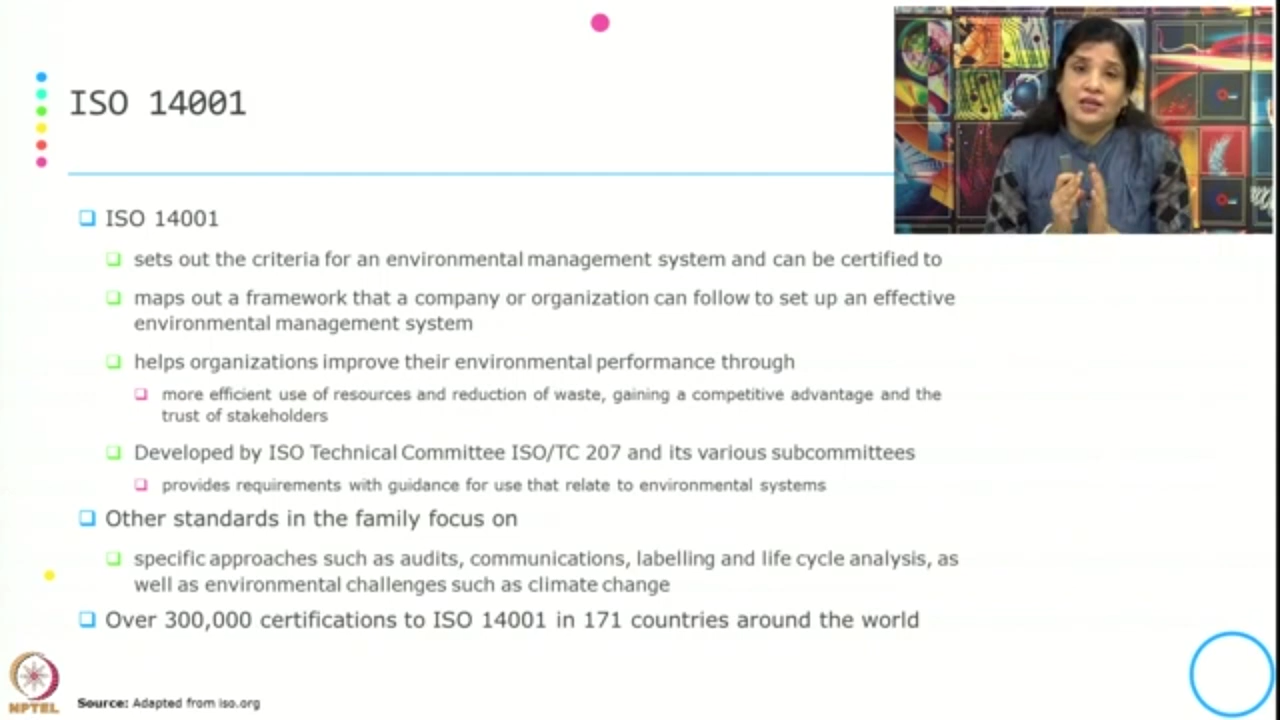 ISO 14001
ISO 14001
sets out the criteria for an environmental management system and can be certified to
maps out a framework that a company or organization can follow to set up an effective
environmental management system
helps organizations improve their environmental performance through
more efficient use of resources and reduction of waste, gaining a competitive advantage and the
trust of stakeholders
Developed by ISO Technical Committee ISO/TC 207 and its various subcommittees
provides requirements with guidance for use that relate to environmental systems
Other standards in the family focus on
specific approaches such as audits, communications, labelling and life cycle analysis, as
well as environmental challenges such as climate change
Over 300,000 certifications to ISO 14001 in 171 countries around the world
NPTEL
Source: Adapted from iso.org